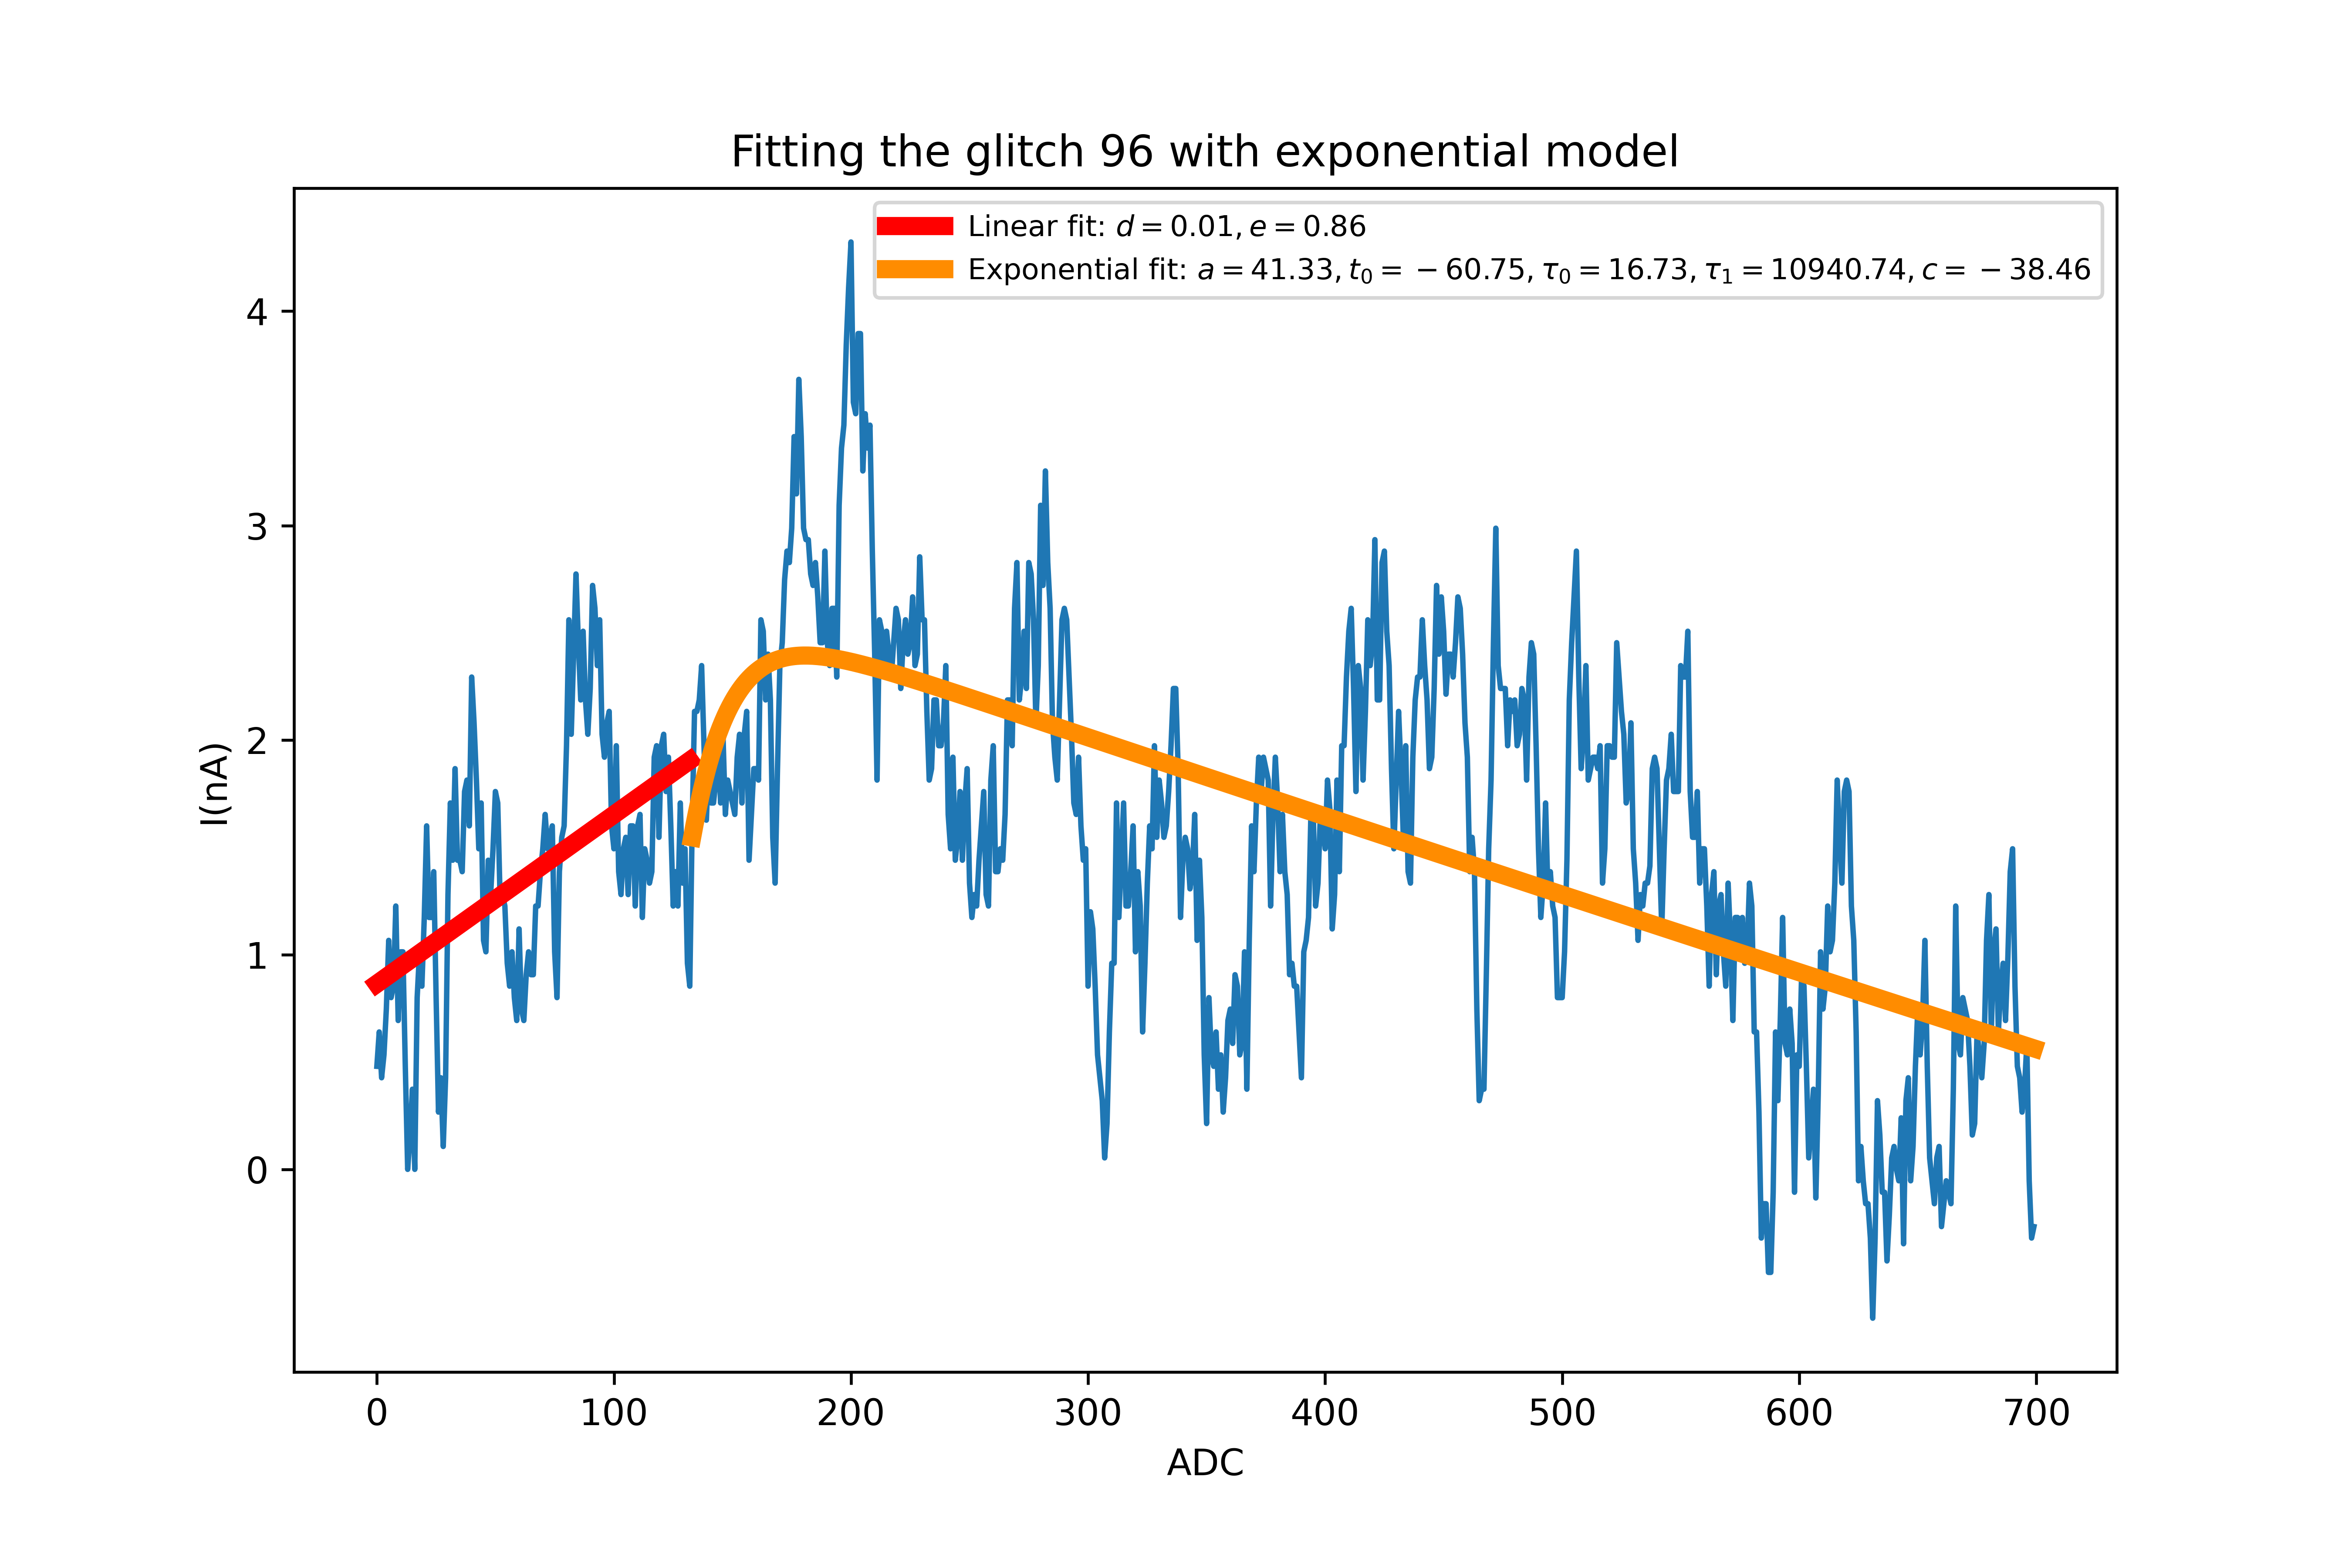 Fitting the glitch 96 with exponential model
Linear fit: d = 0.01, e = 0.86
Exponential fit: a = 41.33, t₀ = −60.75, τ₀ = 16.73, τ₁ = 10940.74, c = −38.46
4
3
2
1
0
I(nA)
0 100 200 300 400 500 600 700
ADC